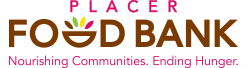 PLACER
FOOD BANK
Nourishing Communities. Ending Hunger.